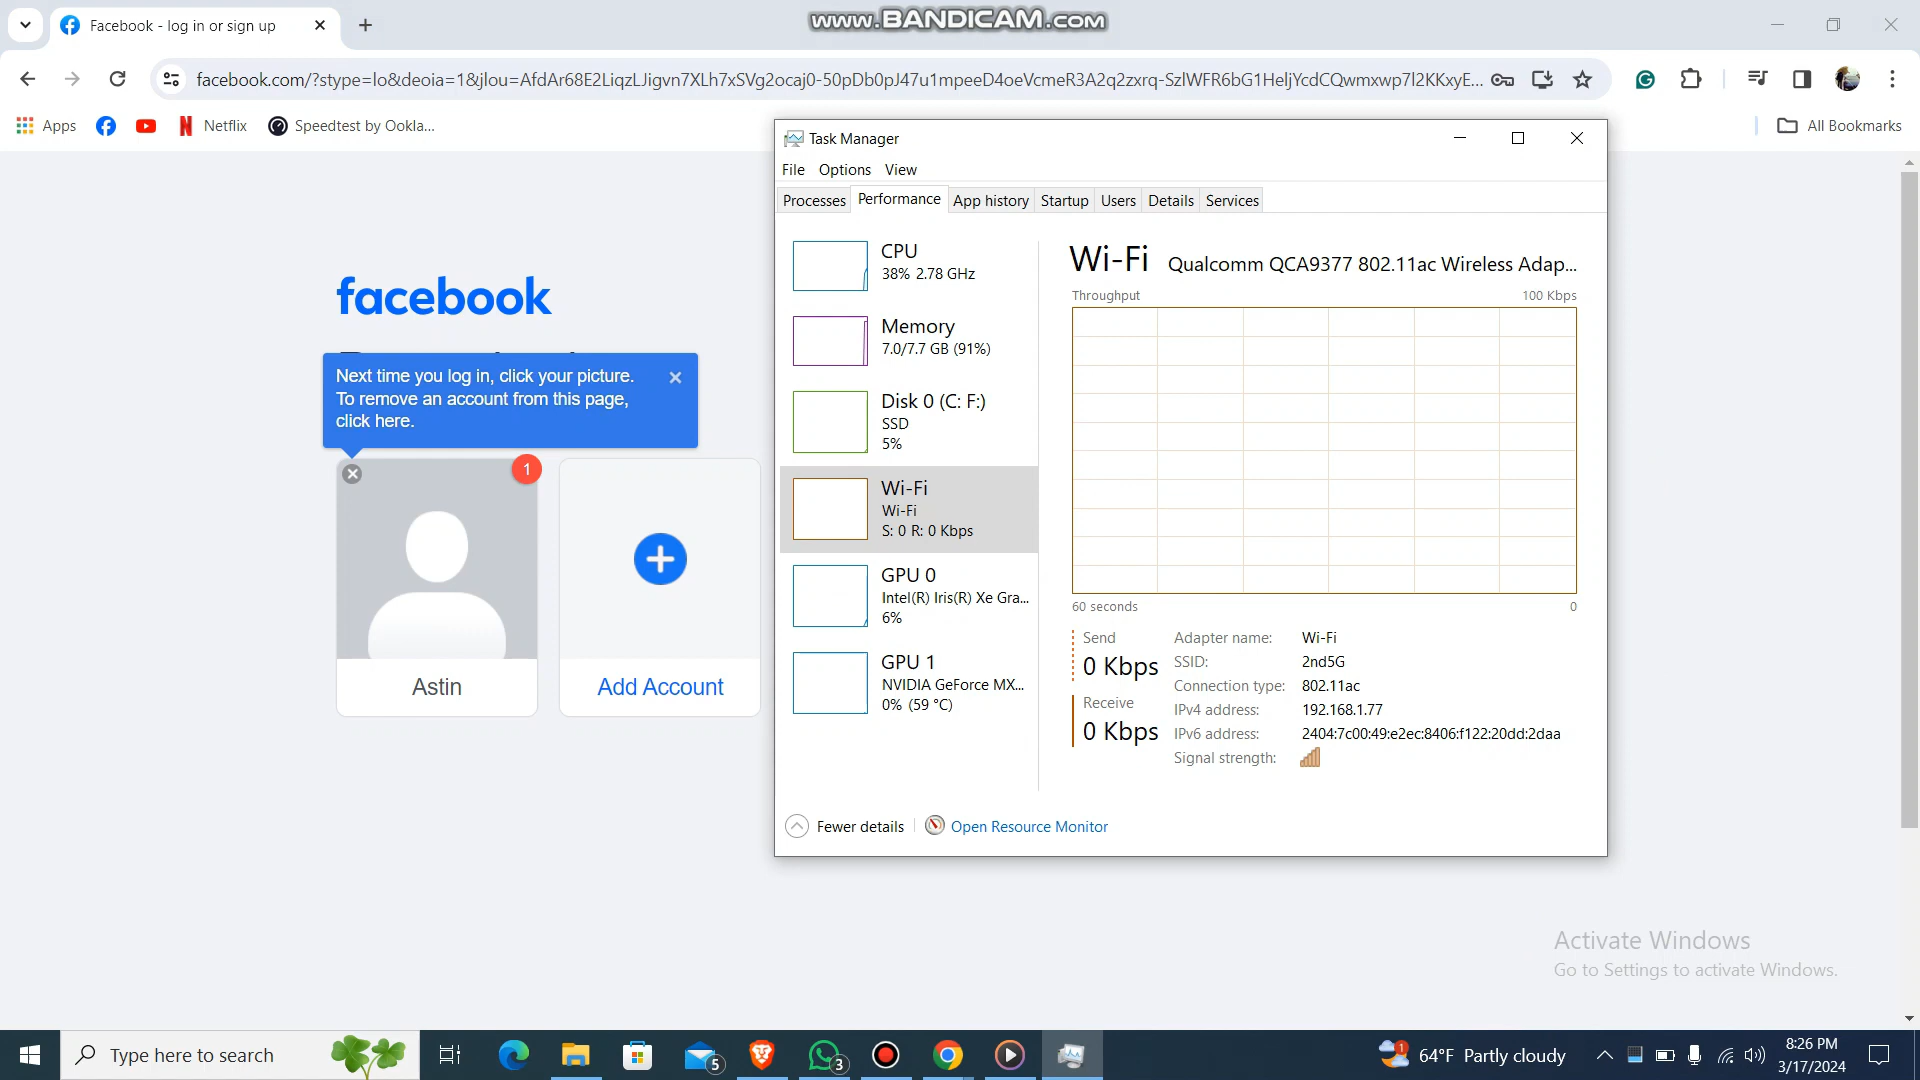 Facebook - log in or sign up
www.BANDICAM.com
facebook.com/?stype=lo&deoia=1&jlou=AfdAr68E2LiqzLJigvn7XLh7xSVg2ocaj0-50pDb0pJ47u1mpeeD4oeVcmeR3A2q2zxrq-SzlWFR6bG1HeljYcdCQwmxwp7l2KKxyE...
Apps
Netflix
Speedtest by Ookla...
All Bookmarks
Task Manager
File Options View
Processes Performance App history Startup Users Details Services
facebook
Next time you log in, click your picture.
To remove an account from this page,
click here.
1
Astin
Add Account
CPU
38% 2.78 GHz
Memory
7.0/7.7 GB (91%)
Disk 0 (C: F:)
SSD
5%
Wi-Fi
Wi-Fi
S: 0 R: 0 Kbps
GPU 0
Intel(R) Iris(R) Xe Gra...
6%
GPU 1
NVIDIA GeForce MX...
0% (59 °C)
Wi-Fi Qualcomm QCA9377 802.11ac Wireless Adap...
Throughput 100 Kbps
60 seconds 0
Send
0 Kbps
Receive
0 Kbps
Adapter name: Wi-Fi
SSID: 2nd5G
Connection type: 802.11ac
IPv4 address: 192.168.1.77
IPv6 address: 2404:7c00:49:e2ec:8406:f122:20dd:2daa
Signal strength:
Fewer details Open Resource Monitor
Activate Windows
Go to Settings to activate Windows.
Type here to search
5
3
1
64°F Partly cloudy
8:26 PM
3/17/2024